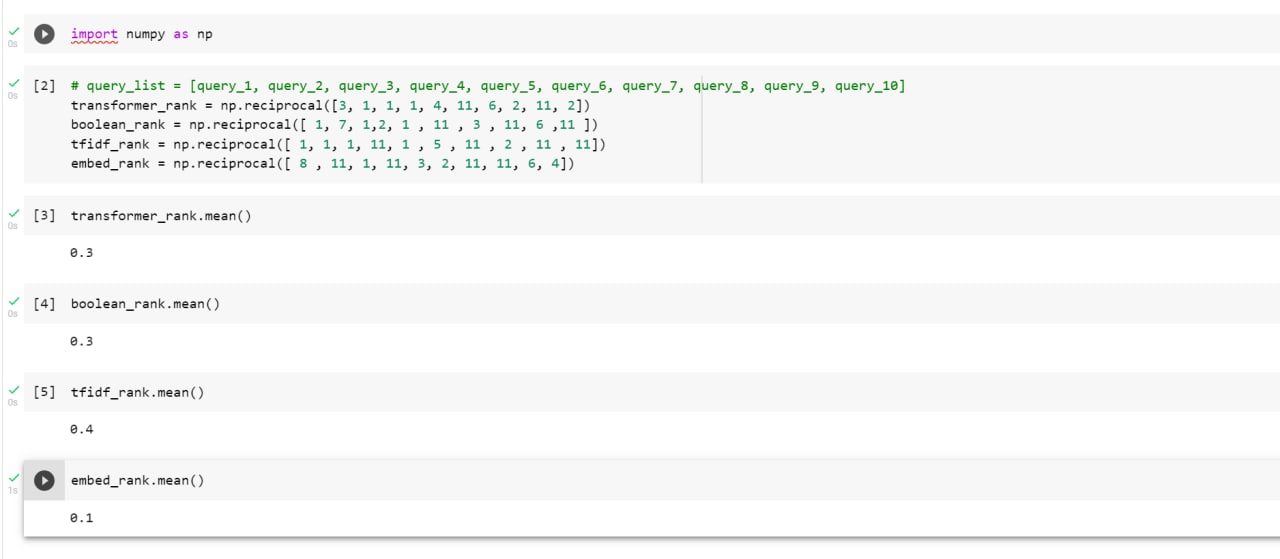 0s
import numpy as np
0s
[2] # query_list = [query_1, query_2, query_3, query_4, query_5, query_6, query_7, query_8, query_9, query_10]
transformer_rank = np.reciprocal([3, 1, 1, 1, 4, 11, 6, 2, 11, 2])
boolean_rank = np.reciprocal([ 1, 7, 1,2, 1 , 11 , 3 , 11, 6 ,11 ])
tfidf_rank = np.reciprocal([ 1, 1, 1, 11, 1 , 5 , 11 , 2 , 11 , 11])
embed_rank = np.reciprocal([ 8 , 11, 1, 11, 3, 2, 11, 11, 6, 4])
0s
[3] transformer_rank.mean()
0.3
0s
[4] boolean_rank.mean()
0.3
0s
[5] tfidf_rank.mean()
0.4
1s
embed_rank.mean()
0.1